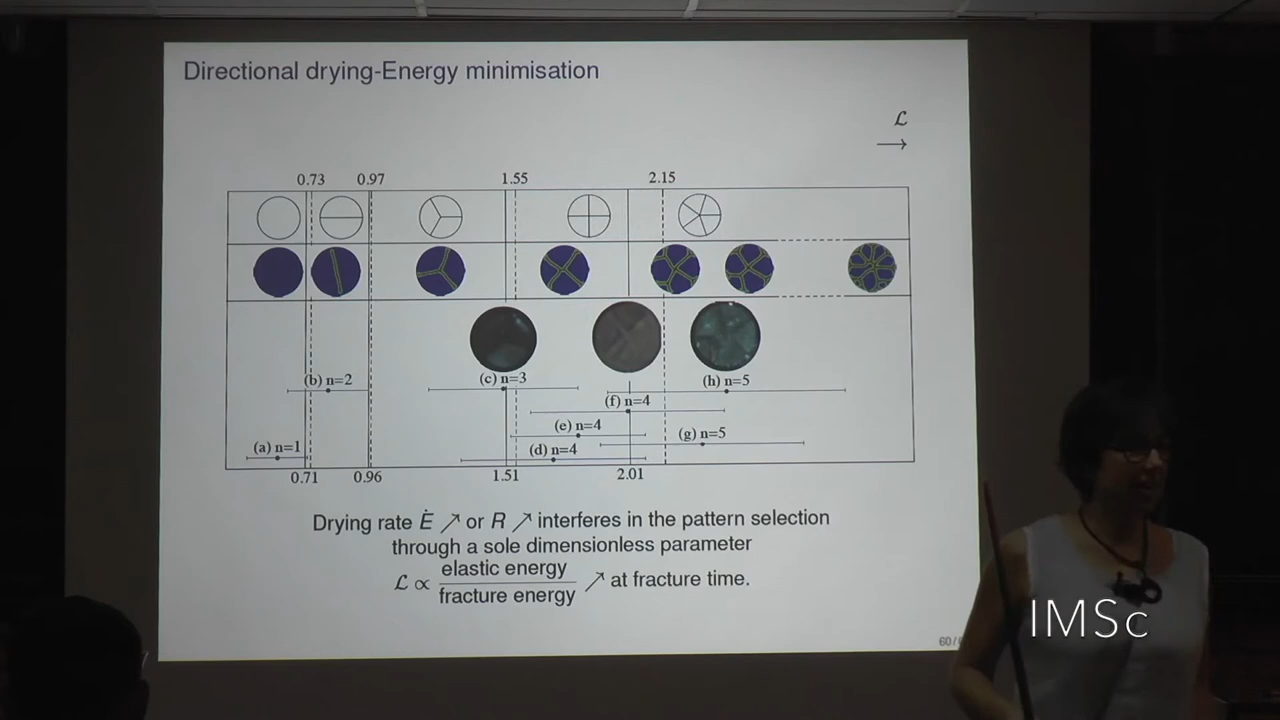 Directional drying-Energy minimisation
ℒ
→
0.73 0.97 1.55 2.15
(b) n=2 (c) n=3 (h) n=5
(f) n=4
(e) n=4 (g) n=5
(a) n=1 (d) n=4
0.71 0.96 1.51 2.01
Drying rate Ė ↗ or R ↗ interferes in the pattern selection
through a sole dimensionless parameter
ℒ ∝ elastic energy / fracture energy ↗ at fracture time.
60/
IMSc